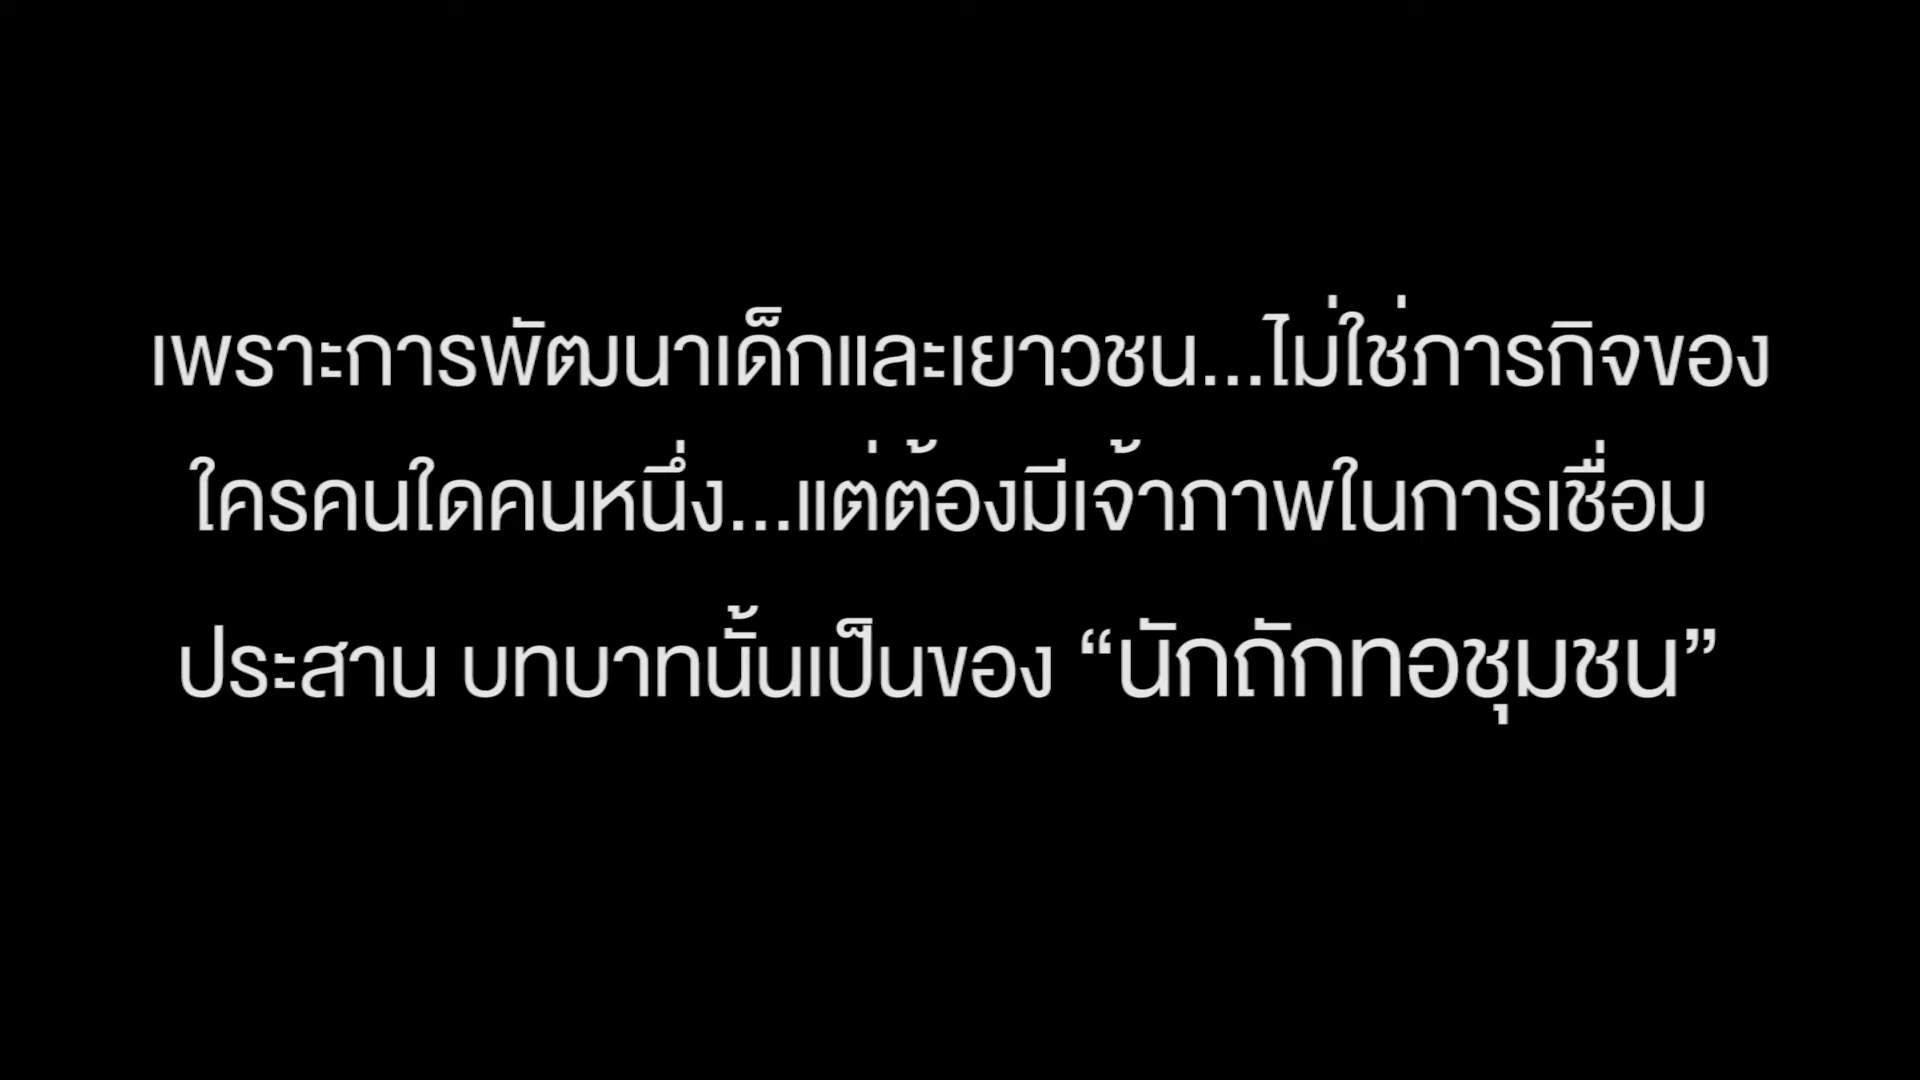 เพราะการพัฒนาเด็กและเยาวชน...ไม่ใช่ภารกิจของ
ใครคนใดคนหนึ่ง...แต่ต้องมีเจ้าภาพในการเชื่อม
ประสาน บทบาทนั้นเป็นของ “นักถักทอชุมชน”